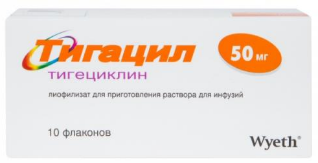 Тигацил
50 мг
тигециклин
лиофилизат для приготовления раствора для инфузий
10 флаконов
Wyeth®